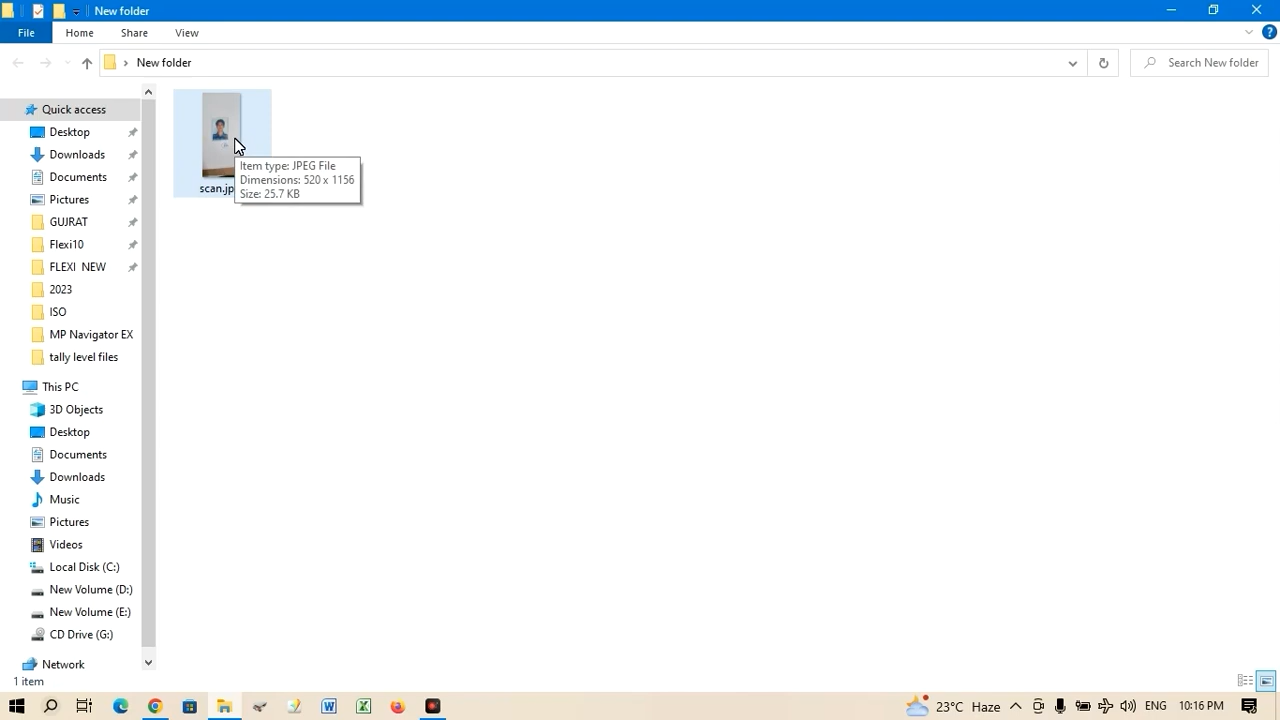 New folder
File Home Share View
New folder
Search New folder
Quick access
Desktop
Downloads
Documents
Pictures
GUJRAT
Flexi10
FLEXI NEW
2023
ISO
MP Navigator EX
tally level files
This PC
3D Objects
Desktop
Documents
Downloads
Music
Pictures
Videos
Local Disk (C:)
New Volume (D:)
New Volume (E:)
CD Drive (G:)
Network
scan.jp
Item type: JPEG File
Dimensions: 520 x 1156
Size: 25.7 KB
1 item
23°C Haze ENG 10:16 PM